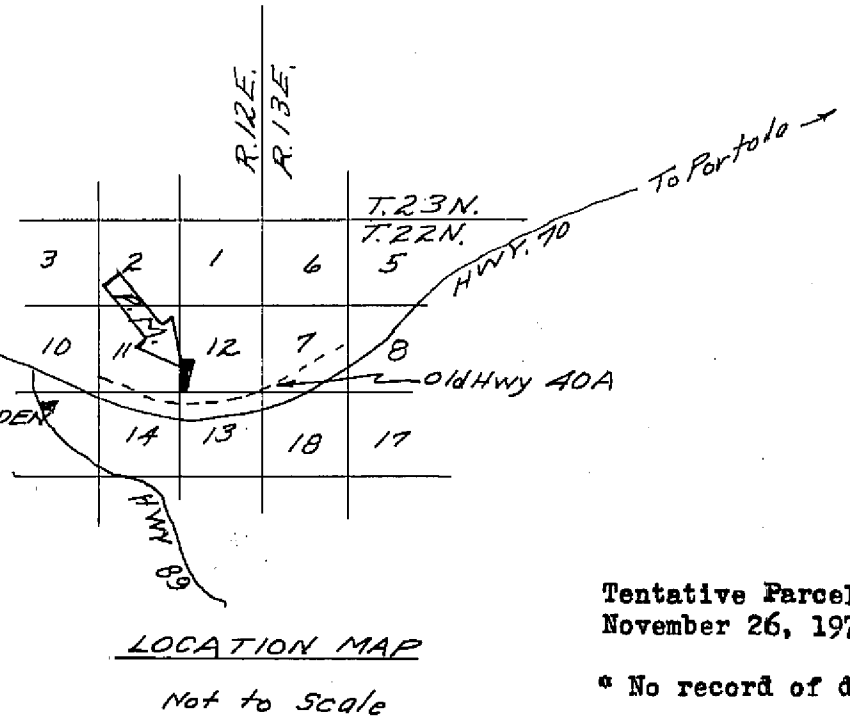 R.12E.
R.13E.
To Portola
T.23N.
T.22N.
HWY. 70
3 2 1 6 5
P.M.
10 11 12 7 8
Old Hwy 40A
DEN
14 13 18 17
HWY 89
LOCATION MAP
Not to Scale
Tentative Parcel
November 26, 197
* No record of d